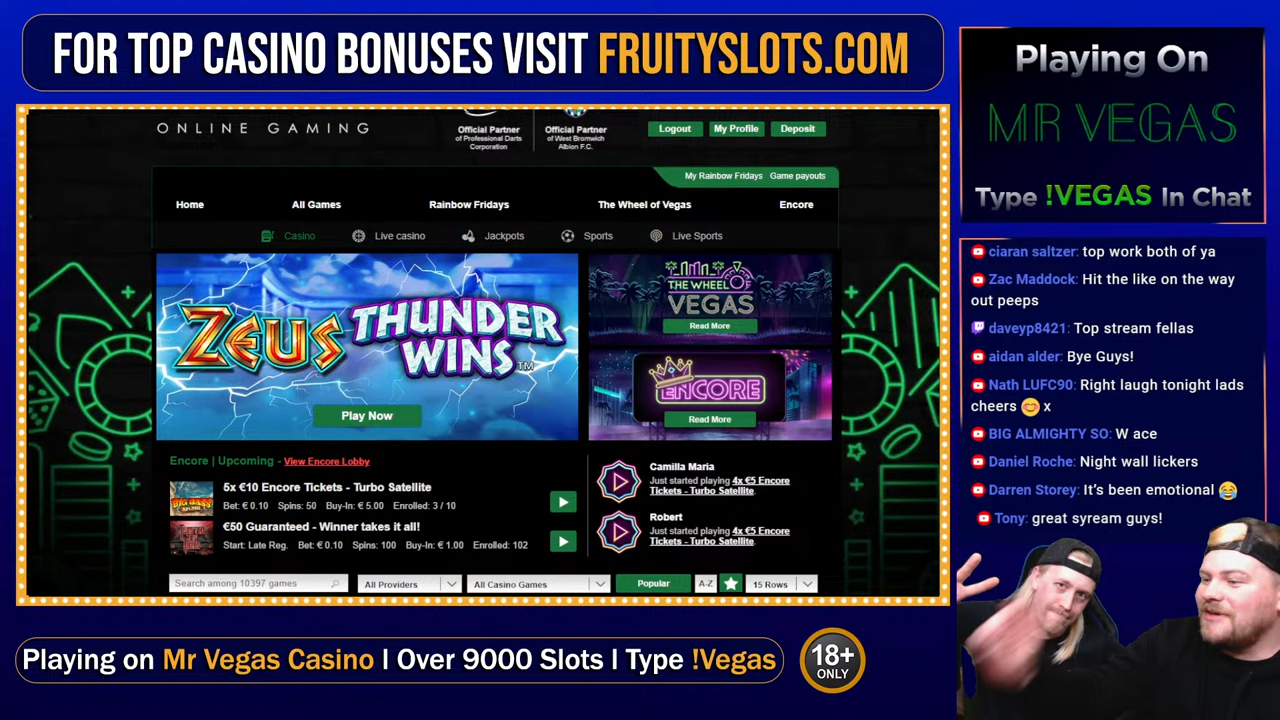 FOR TOP CASINO BONUSES VISIT FRUITYSLOTS.COM
ONLINE GAMING
Official Partner
of Professional Darts
Corporation
Official Partner
of West Bromwich
Albion F.C.
Logout
My Profile
Deposit
My Rainbow Fridays
Game payouts
Home
All Games
Rainbow Fridays
The Wheel of Vegas
Encore
Casino
Live casino
Jackpots
Sports
Live Sports
ZEUS THUNDER
WINS™
Play Now
THE WHEEL OF
VEGAS
Read More
ENCORE
Read More
Encore | Upcoming - View Encore Lobby
5x €10 Encore Tickets - Turbo Satellite
Bet: € 0.10 Spins: 50 Buy-In: € 5.00 Enrolled: 3 / 10
€50 Guaranteed - Winner takes it all!
Start: Late Reg. Bet: € 0.10 Spins: 100 Buy-In: € 1.00 Enrolled: 102
Camilla Maria
Just started playing 4x €5 Encore
Tickets - Turbo Satellite.
Robert
Just started playing 4x €5 Encore
Tickets - Turbo Satellite.
Search among 10397 games
All Providers
All Casino Games
Popular
A-Z
15 Rows
Playing on Mr Vegas Casino | Over 9000 Slots | Type !Vegas
18+
ONLY
Playing On
MR VEGAS
Type !VEGAS In Chat
ciaran saltzer: top work both of ya
Zac Maddock: Hit the like on the way
out peeps
daveyp8421: Top stream fellas
aidan alder: Bye Guys!
Nath LUFC90: Right laugh tonight lads
cheers 😊 x
BIG ALMIGHTY SO: W ace
Daniel Roche: Night wall lickers
Darren Storey: It's been emotional 😂
Tony: great syream guys!